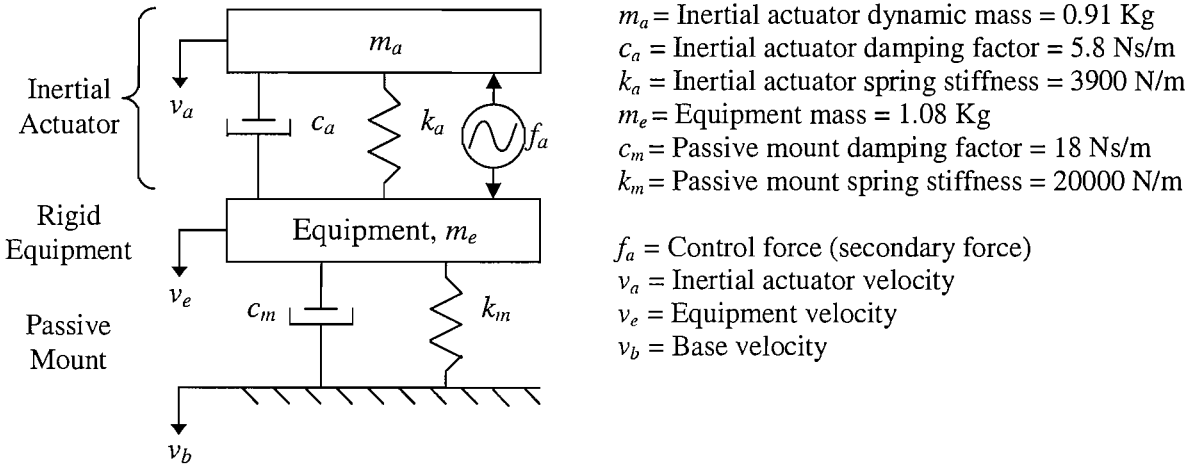 m_a
v_a
Inertial
Actuator
c_a
k_a
f_a
Rigid
Equipment
Equipment, m_e
v_e
c_m
k_m
Passive
Mount
v_b
m_a = Inertial actuator dynamic mass = 0.91 Kg
c_a = Inertial actuator damping factor = 5.8 Ns/m
k_a = Inertial actuator spring stiffness = 3900 N/m
m_e = Equipment mass = 1.08 Kg
c_m = Passive mount damping factor = 18 Ns/m
k_m = Passive mount spring stiffness = 20000 N/m
f_a = Control force (secondary force)
v_a = Inertial actuator velocity
v_e = Equipment velocity
v_b = Base velocity